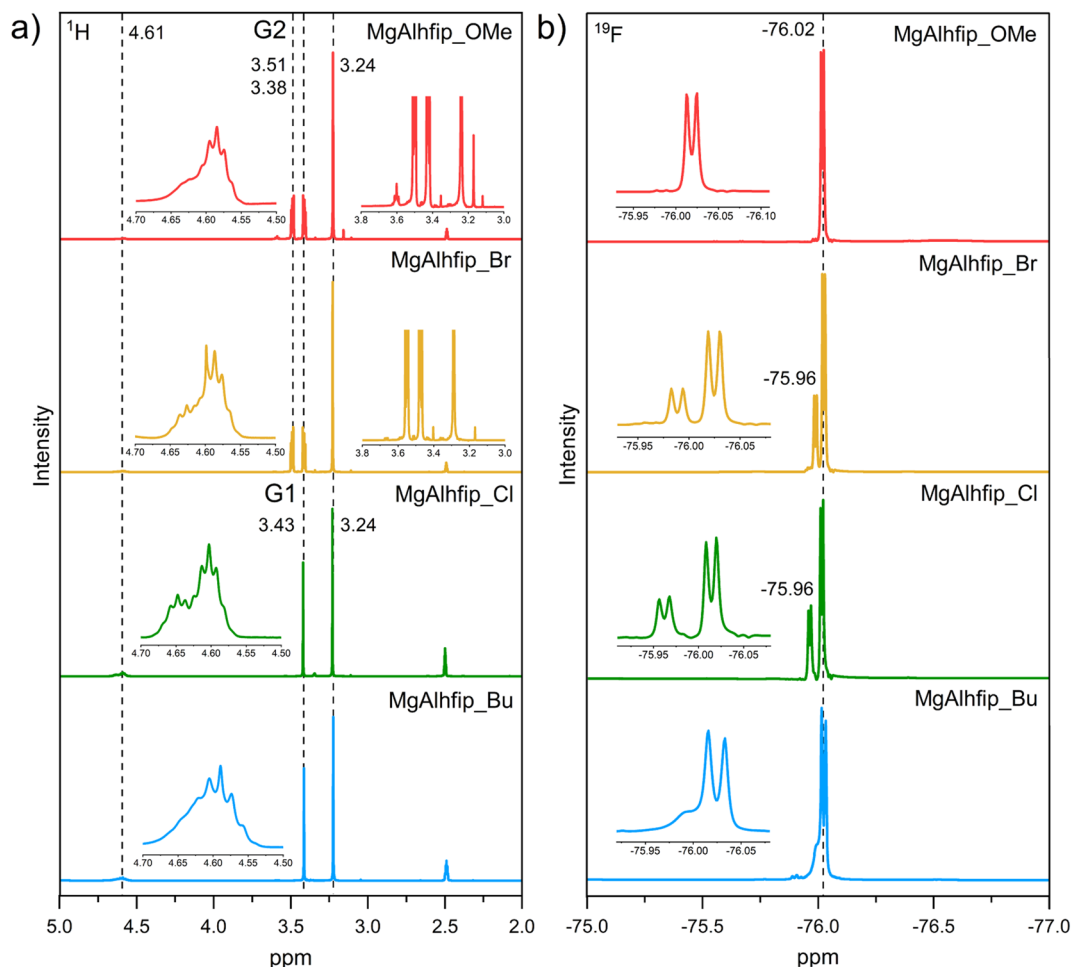 a)
¹H
4.61
G2
MgAlhfip_OMe
3.51
3.38
3.24
4.70 4.65 4.60 4.55 4.50
3.8 3.6 3.4 3.2 3.0
MgAlhfip_Br
4.70 4.65 4.60 4.55 4.50
3.8 3.6 3.4 3.2 3.0
G1
MgAlhfip_Cl
3.43
3.24
4.70 4.65 4.60 4.55 4.50
MgAlhfip_Bu
4.70 4.65 4.60 4.55 4.50
Intensity
5.0 4.5 4.0 3.5 3.0 2.5 2.0
ppm
b)
¹⁹F
-76.02
MgAlhfip_OMe
-75.95 -76.00 -76.05 -76.10
MgAlhfip_Br
-75.96
-75.95 -76.00 -76.05
MgAlhfip_Cl
-75.96
-75.95 -76.00 -76.05
MgAlhfip_Bu
-75.95 -76.00 -76.05
Intensity
-75.0 -75.5 -76.0 -76.5 -77.0
ppm